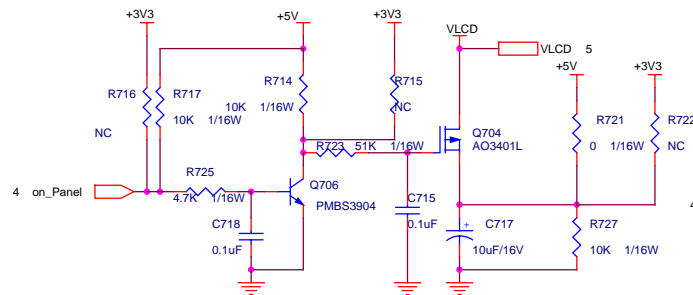 +3V3
+5V
+3V3
VLCD
VLCD 5
+5V
+3V3
R716
R717
R714
R715
10K
1/16W
10K 1/16W
NC
NC
R721
R722
0 1/16W
NC
R723 51K 1/16W
Q704
AO3401L
4 on_Panel
R725
4.7K 1/16W
Q706
PMBS3904
C718
0.1uF
C715
0.1uF
+
C717
10uF/16V
R727
10K 1/16W
4